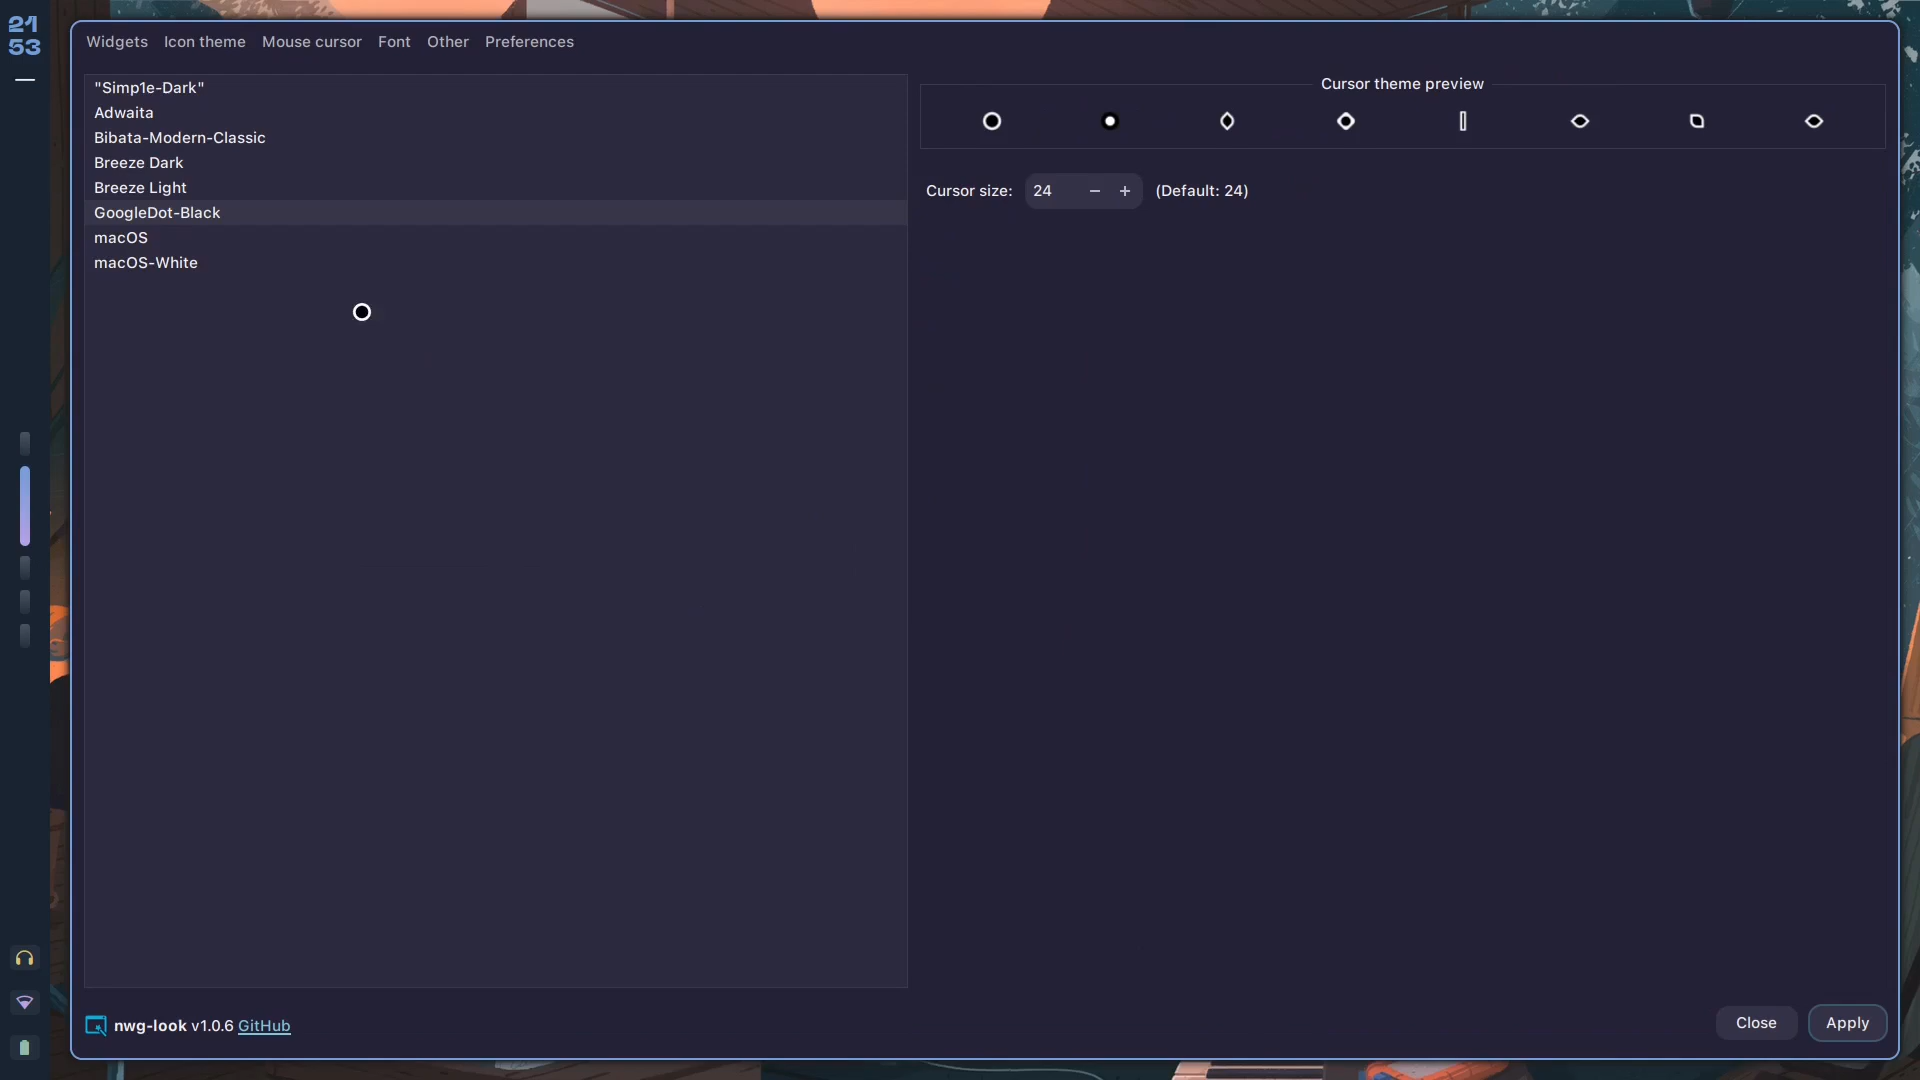 21
53
Widgets Icon theme Mouse cursor Font Other Preferences
"Simp1e-Dark"
Adwaita
Bibata-Modern-Classic
Breeze Dark
Breeze Light
GoogleDot-Black
macOS
macOS-White
Cursor theme preview
Cursor size: 24 − + (Default: 24)
nwg-look v1.0.6 GitHub
Close Apply